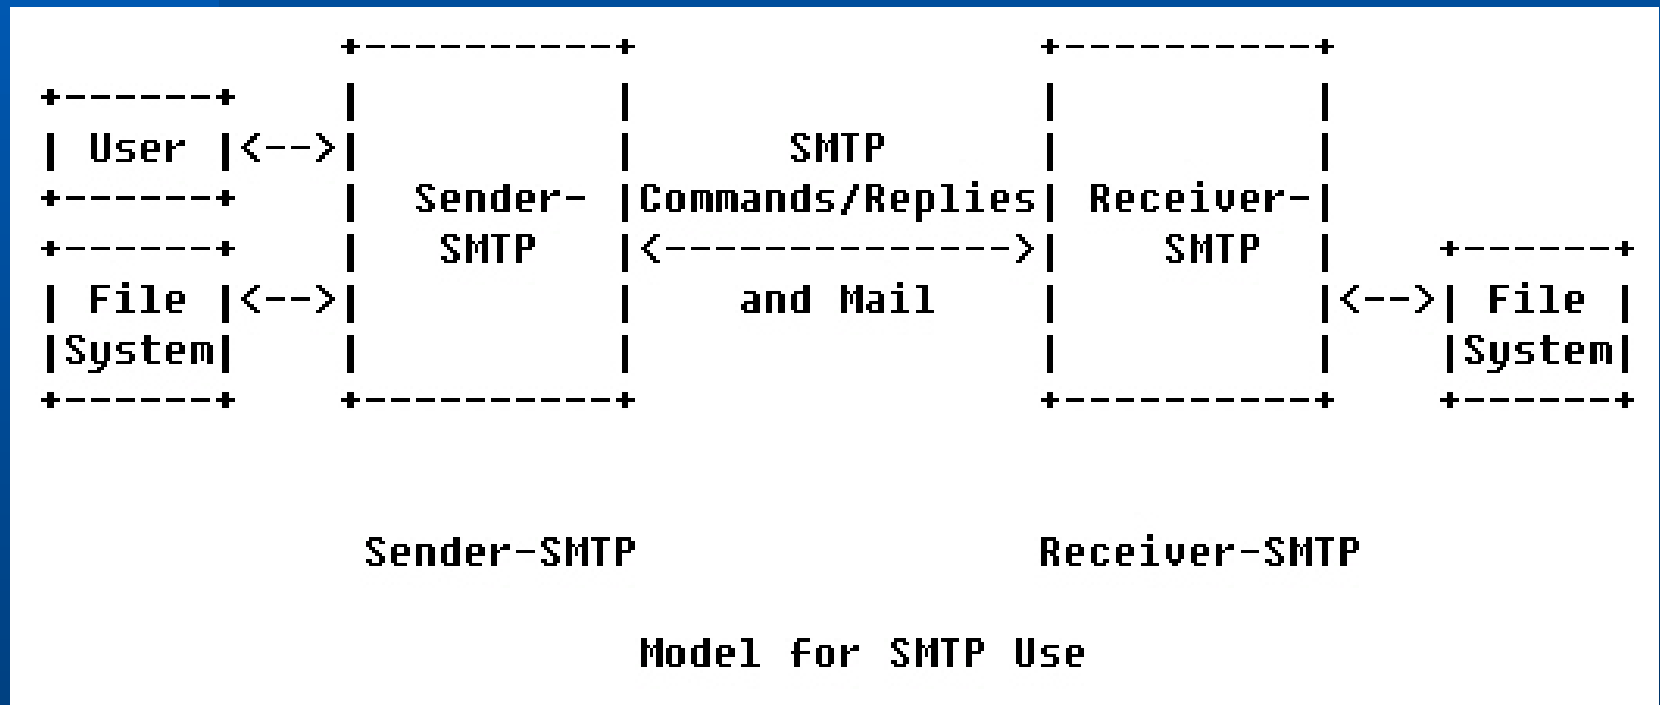 +----------+                +----------+
+------+    |          |                |          |
| User |<-->|          |      SMTP      |          |
+------+    |  Sender- |Commands/Replies| Receiver-|
+------+    |   SMTP   |<-------------->|    SMTP  |    +------+
| File |<-->|          |    and Mail    |          |<-->| File |
|System|    |          |                |          |    |System|
+------+    +----------+                +----------+    +------+
             Sender-SMTP                Receiver-SMTP
                        Model for SMTP Use